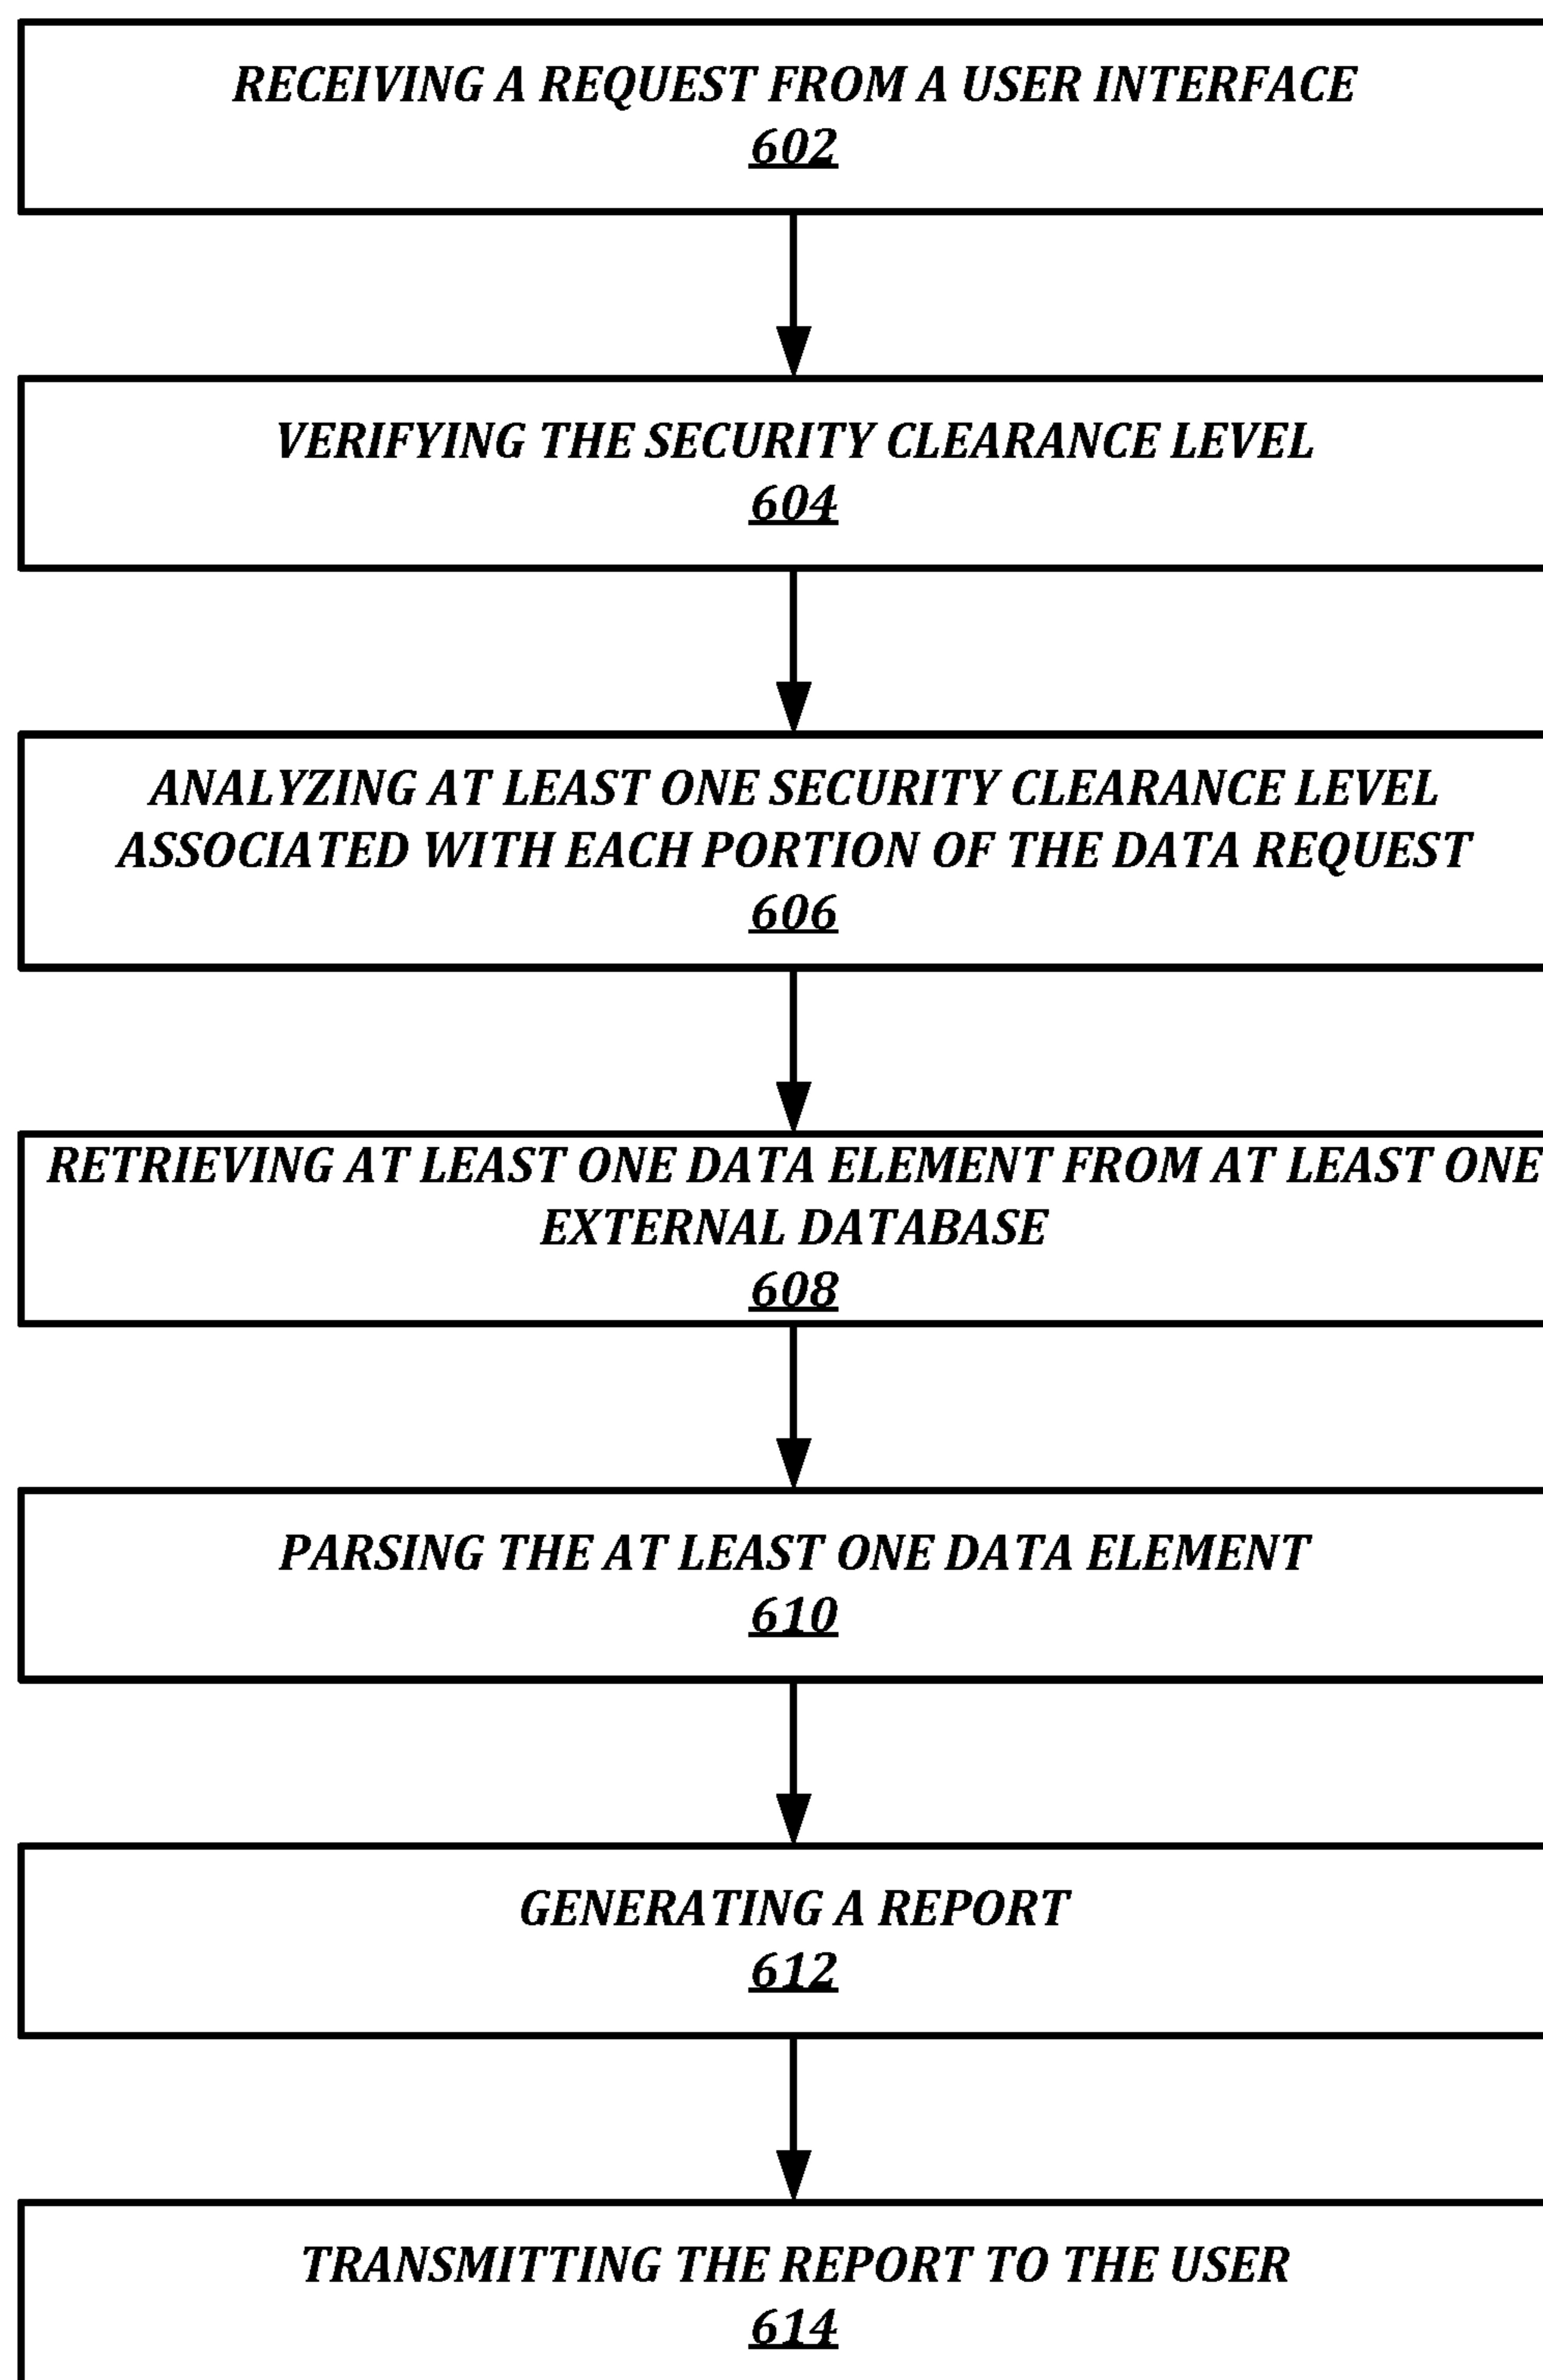 RECEIVING A REQUEST FROM A USER INTERFACE
602
VERIFYING THE SECURITY CLEARANCE LEVEL
604
ANALYZING AT LEAST ONE SECURITY CLEARANCE LEVEL
ASSOCIATED WITH EACH PORTION OF THE DATA REQUEST
606
RETRIEVING AT LEAST ONE DATA ELEMENT FROM AT LEAST ONE
EXTERNAL DATABASE
608
PARSING THE AT LEAST ONE DATA ELEMENT
610
GENERATING A REPORT
612
TRANSMITTING THE REPORT TO THE USER
614